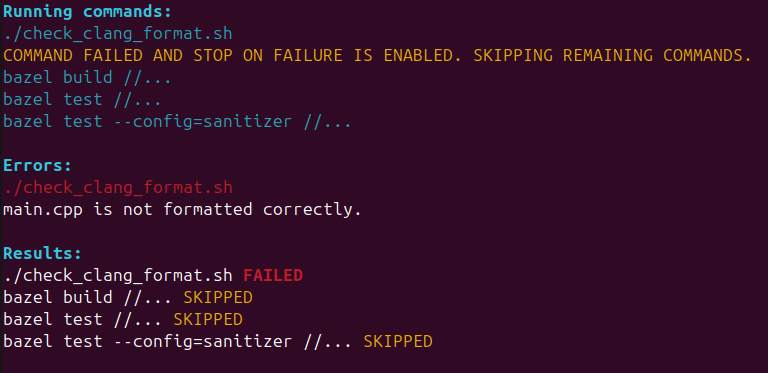 Running commands:
./check_clang_format.sh
COMMAND FAILED AND STOP ON FAILURE IS ENABLED. SKIPPING REMAINING COMMANDS.
bazel build //...
bazel test //...
bazel test --config=sanitizer //...
Errors:
./check_clang_format.sh
main.cpp is not formatted correctly.
Results:
./check_clang_format.sh FAILED
bazel build //... SKIPPED
bazel test //... SKIPPED
bazel test --config=sanitizer //... SKIPPED